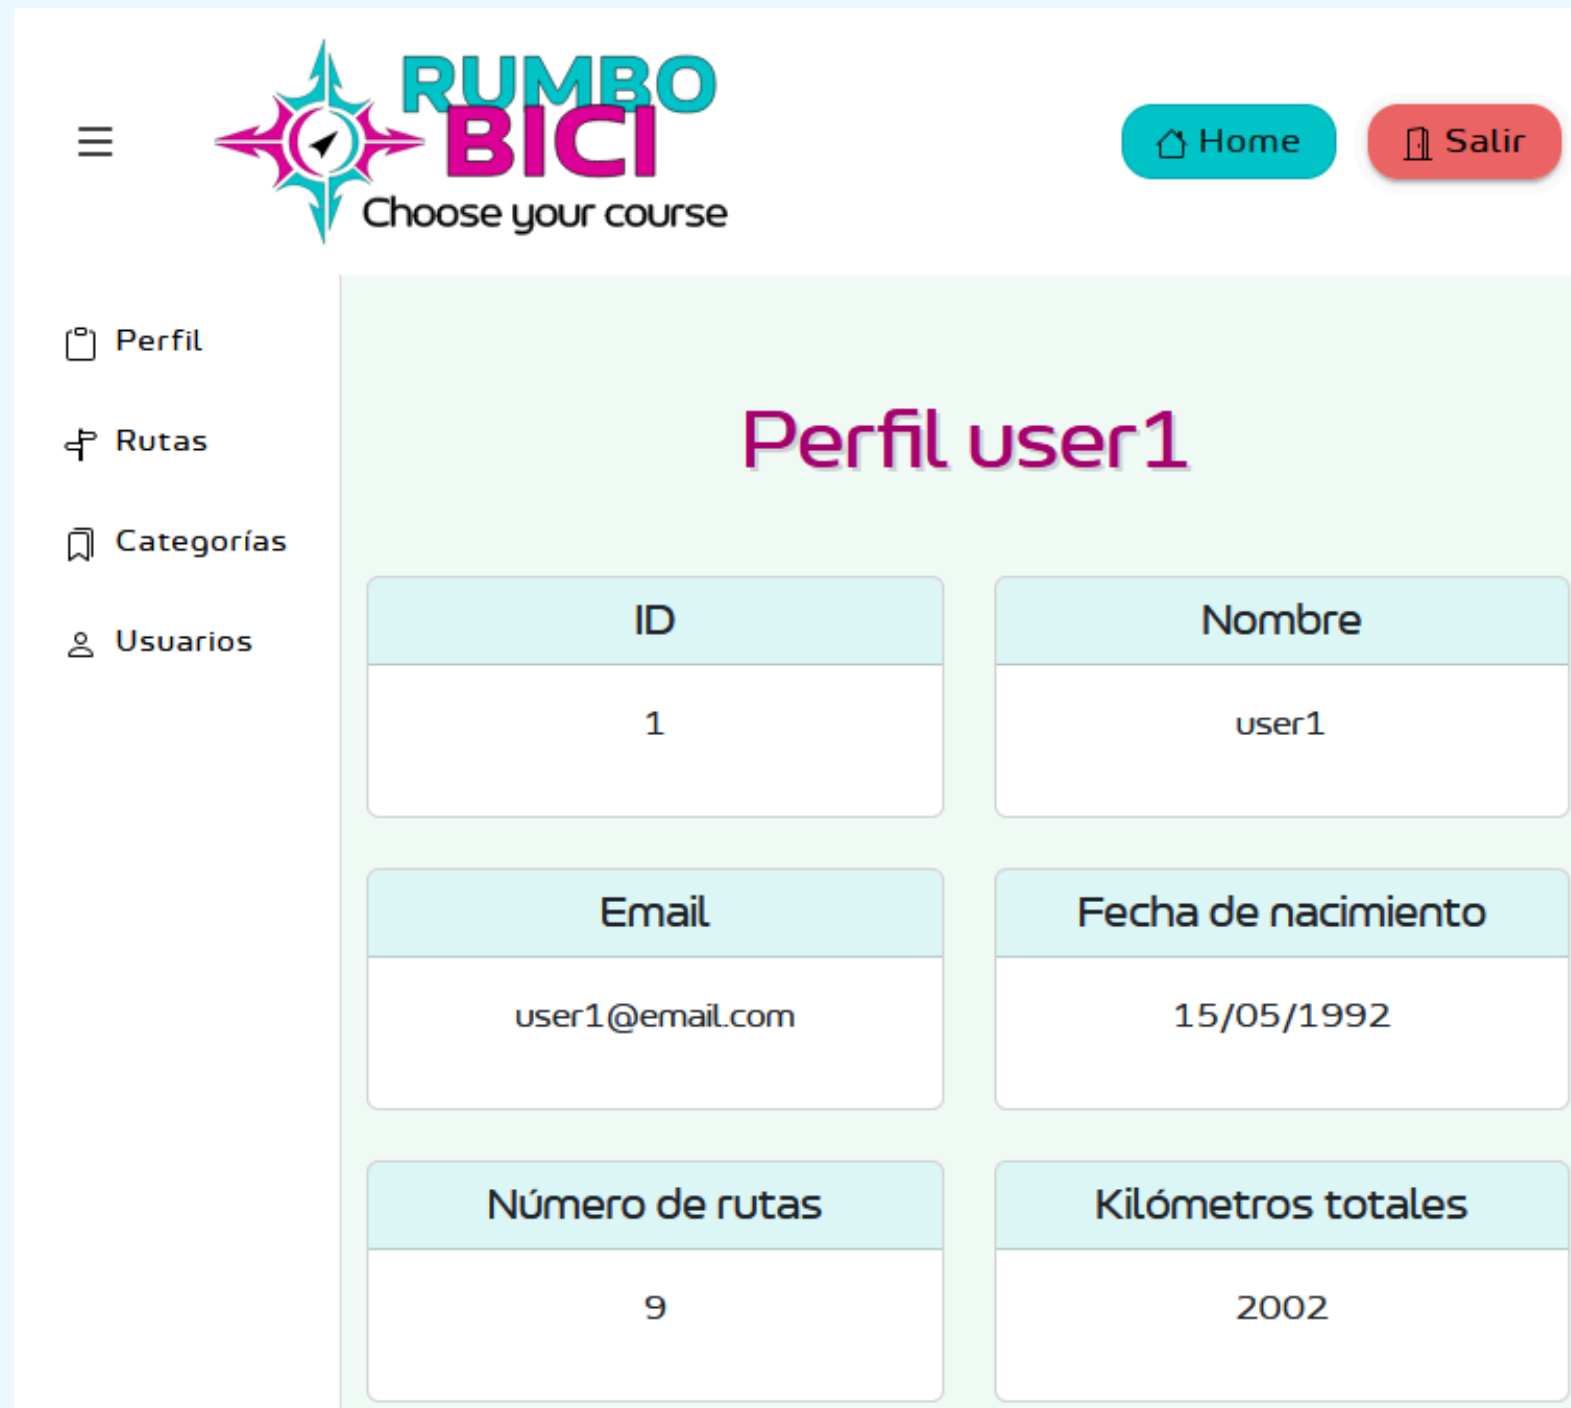 RUMBO
BICI
Choose your course
Home
Salir
Perfil
Rutas
Categorías
Usuarios
Perfil user1
ID
Nombre
1
user1
Email
Fecha de nacimiento
user1@email.com
15/05/1992
Número de rutas
Kilómetros totales
9
2002